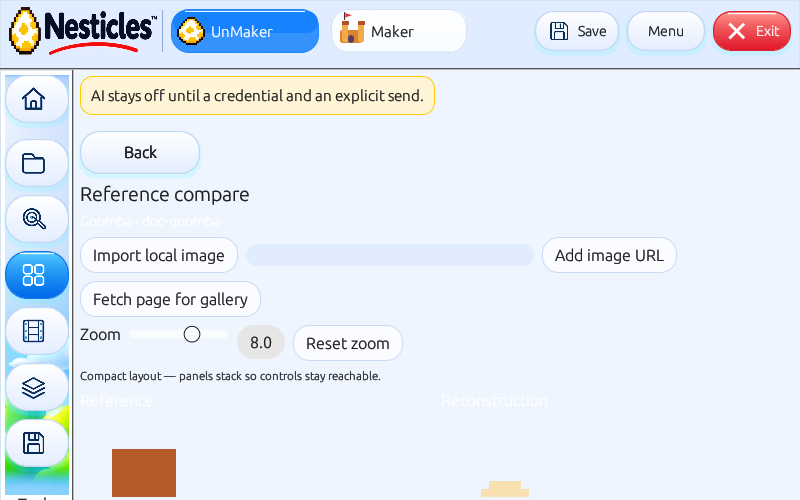 Nesticles™
UnMaker
Maker
Save
Menu
Exit
AI stays off until a credential and an explicit send.
Back
Reference compare
Goomba · doc-goomba
Import local image
Add image URL
Fetch page for gallery
Zoom
8.0
Reset zoom
Compact layout — panels stack so controls stay reachable.
Reference
Reconstruction